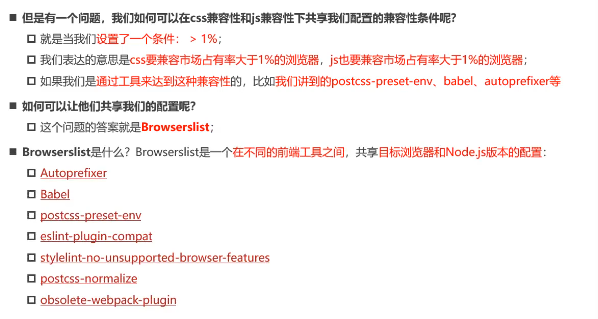 但是有一个问题，我们如何可以在css兼容性和js兼容性下共享我们配置的兼容性条件呢？
就是当我们设置了一个条件： > 1%；
我们表达的意思是css要兼容市场占有率大于1%的浏览器，js也要兼容市场占有率大于1%的浏览器；
如果我们是通过工具来达到这种兼容性的，比如我们讲到的postcss-preset-env、babel、autoprefixer等
如何可以让他们共享我们的配置呢？
这个问题的答案就是Browserslist；
Browserslist是什么？Browserslist是一个在不同的前端工具之间，共享目标浏览器和Node.js版本的配置：
Autoprefixer
Babel
postcss-preset-env
eslint-plugin-compat
stylelint-no-unsupported-browser-features
postcss-normalize
obsolete-webpack-plugin